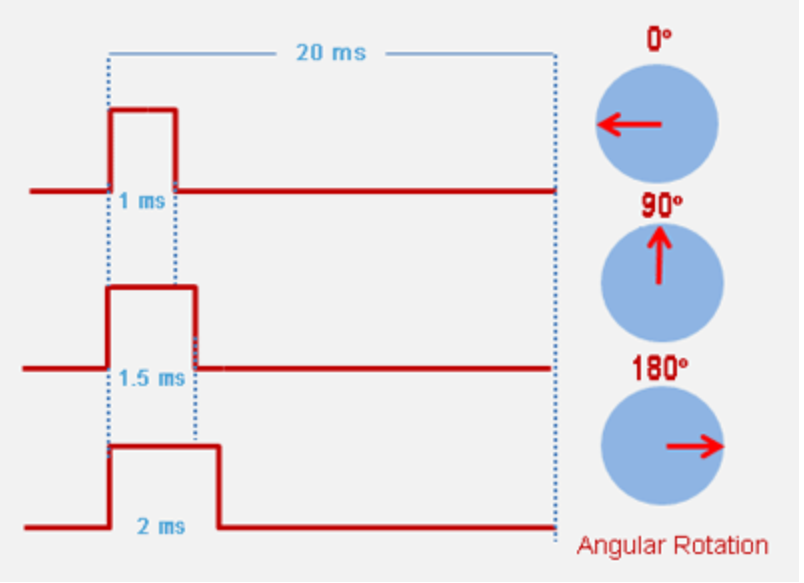 20 ms
0°
1 ms
90°
1.5 ms
180°
2 ms
Angular Rotation